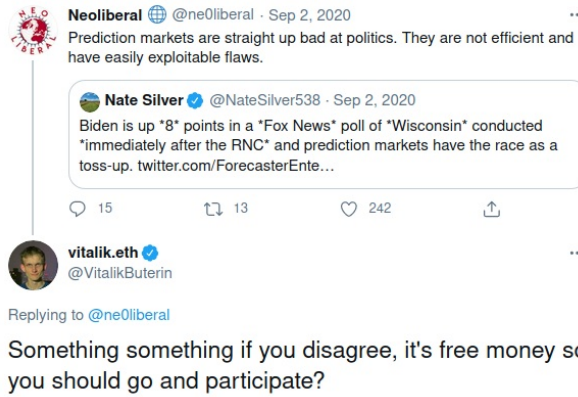 NEO
LIBERAL
Neoliberal 🌐 @ne0liberal · Sep 2, 2020
Prediction markets are straight up bad at politics. They are not efficient and
have easily exploitable flaws.
Nate Silver @NateSilver538 · Sep 2, 2020
Biden is up *8* points in a *Fox News* poll of *Wisconsin* conducted
*immediately after the RNC* and prediction markets have the race as a
toss-up. twitter.com/ForecasterEnte…
15 13 242
vitalik.eth
@VitalikButerin
Replying to @ne0liberal
Something something if you disagree, it's free money so
you should go and participate?